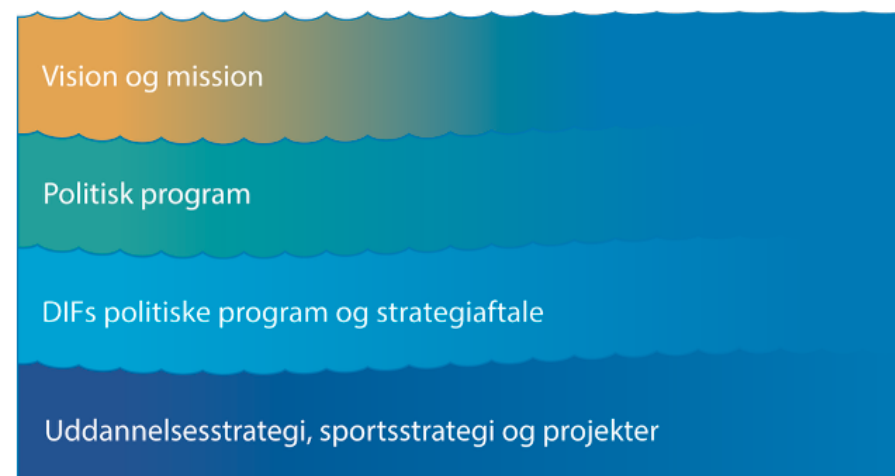 Vision og mission
Politisk program
DIFs politiske program og strategiaftale
Uddannelsesstrategi, sportsstrategi og projekter